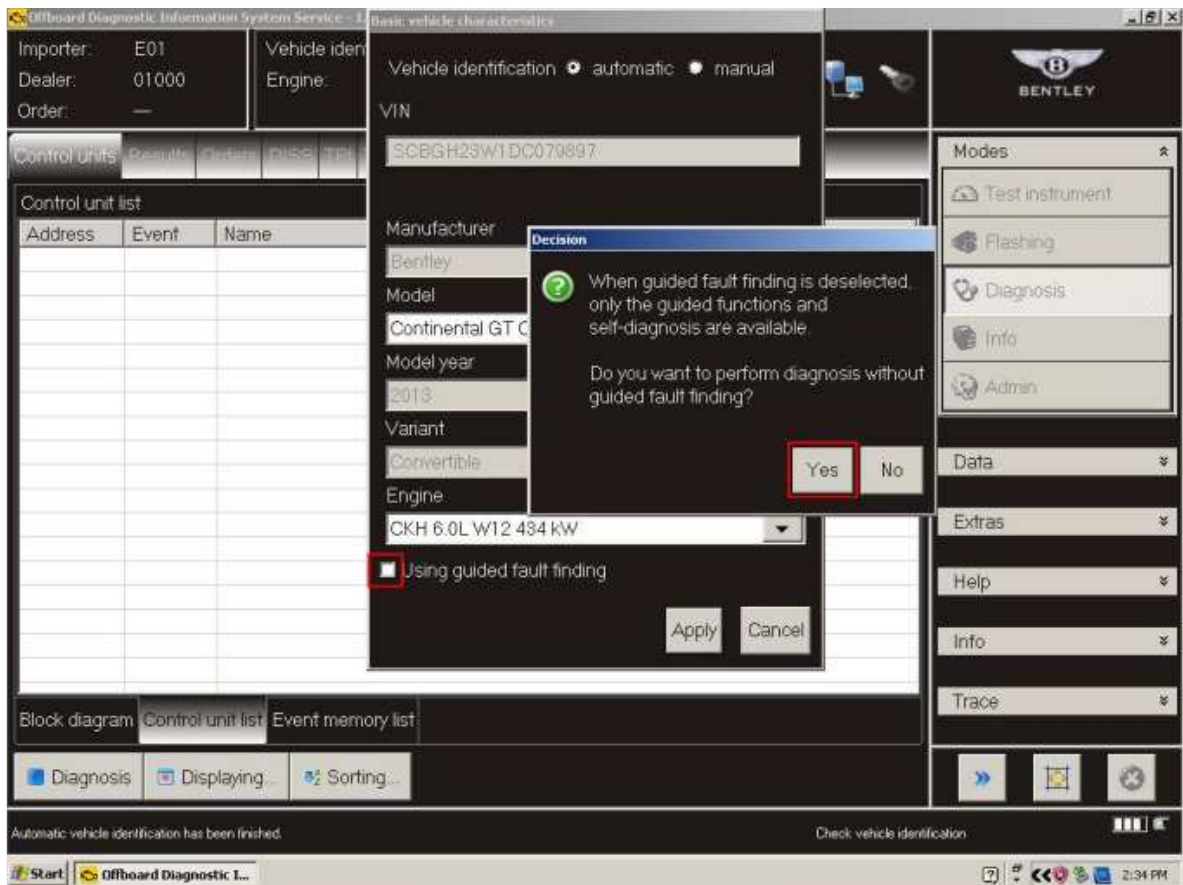 Offboard Diagnostic Information System Service - 1.
Importer: E01
Dealer: 01000
Order: —
Vehicle iden
Engine:
BENTLEY
Control units Results Orders DISS TPI
Control unit list
Address Event Name
Basic vehicle characteristics
Vehicle identification automatic manual
VIN
SCBGH23W1DC079897
Manufacturer
Bentley
Model
Continental GT C
Model year
2013
Variant
Convertible
Engine
CKH 6.0L W12 434 kW
Using guided fault finding
Apply Cancel
Decision
When guided fault finding is deselected,
only the guided functions and
self-diagnosis are available.
Do you want to perform diagnosis without
guided fault finding?
Yes No
Modes
Test instrument
Flashing
Diagnosis
Info
Admin
Data
Extras
Help
Info
Trace
Block diagram Control unit list Event memory list
Diagnosis Displaying... Sorting...
Automatic vehicle identification has been finished.
Check vehicle identification
Start Offboard Diagnostic I... 2:34 PM